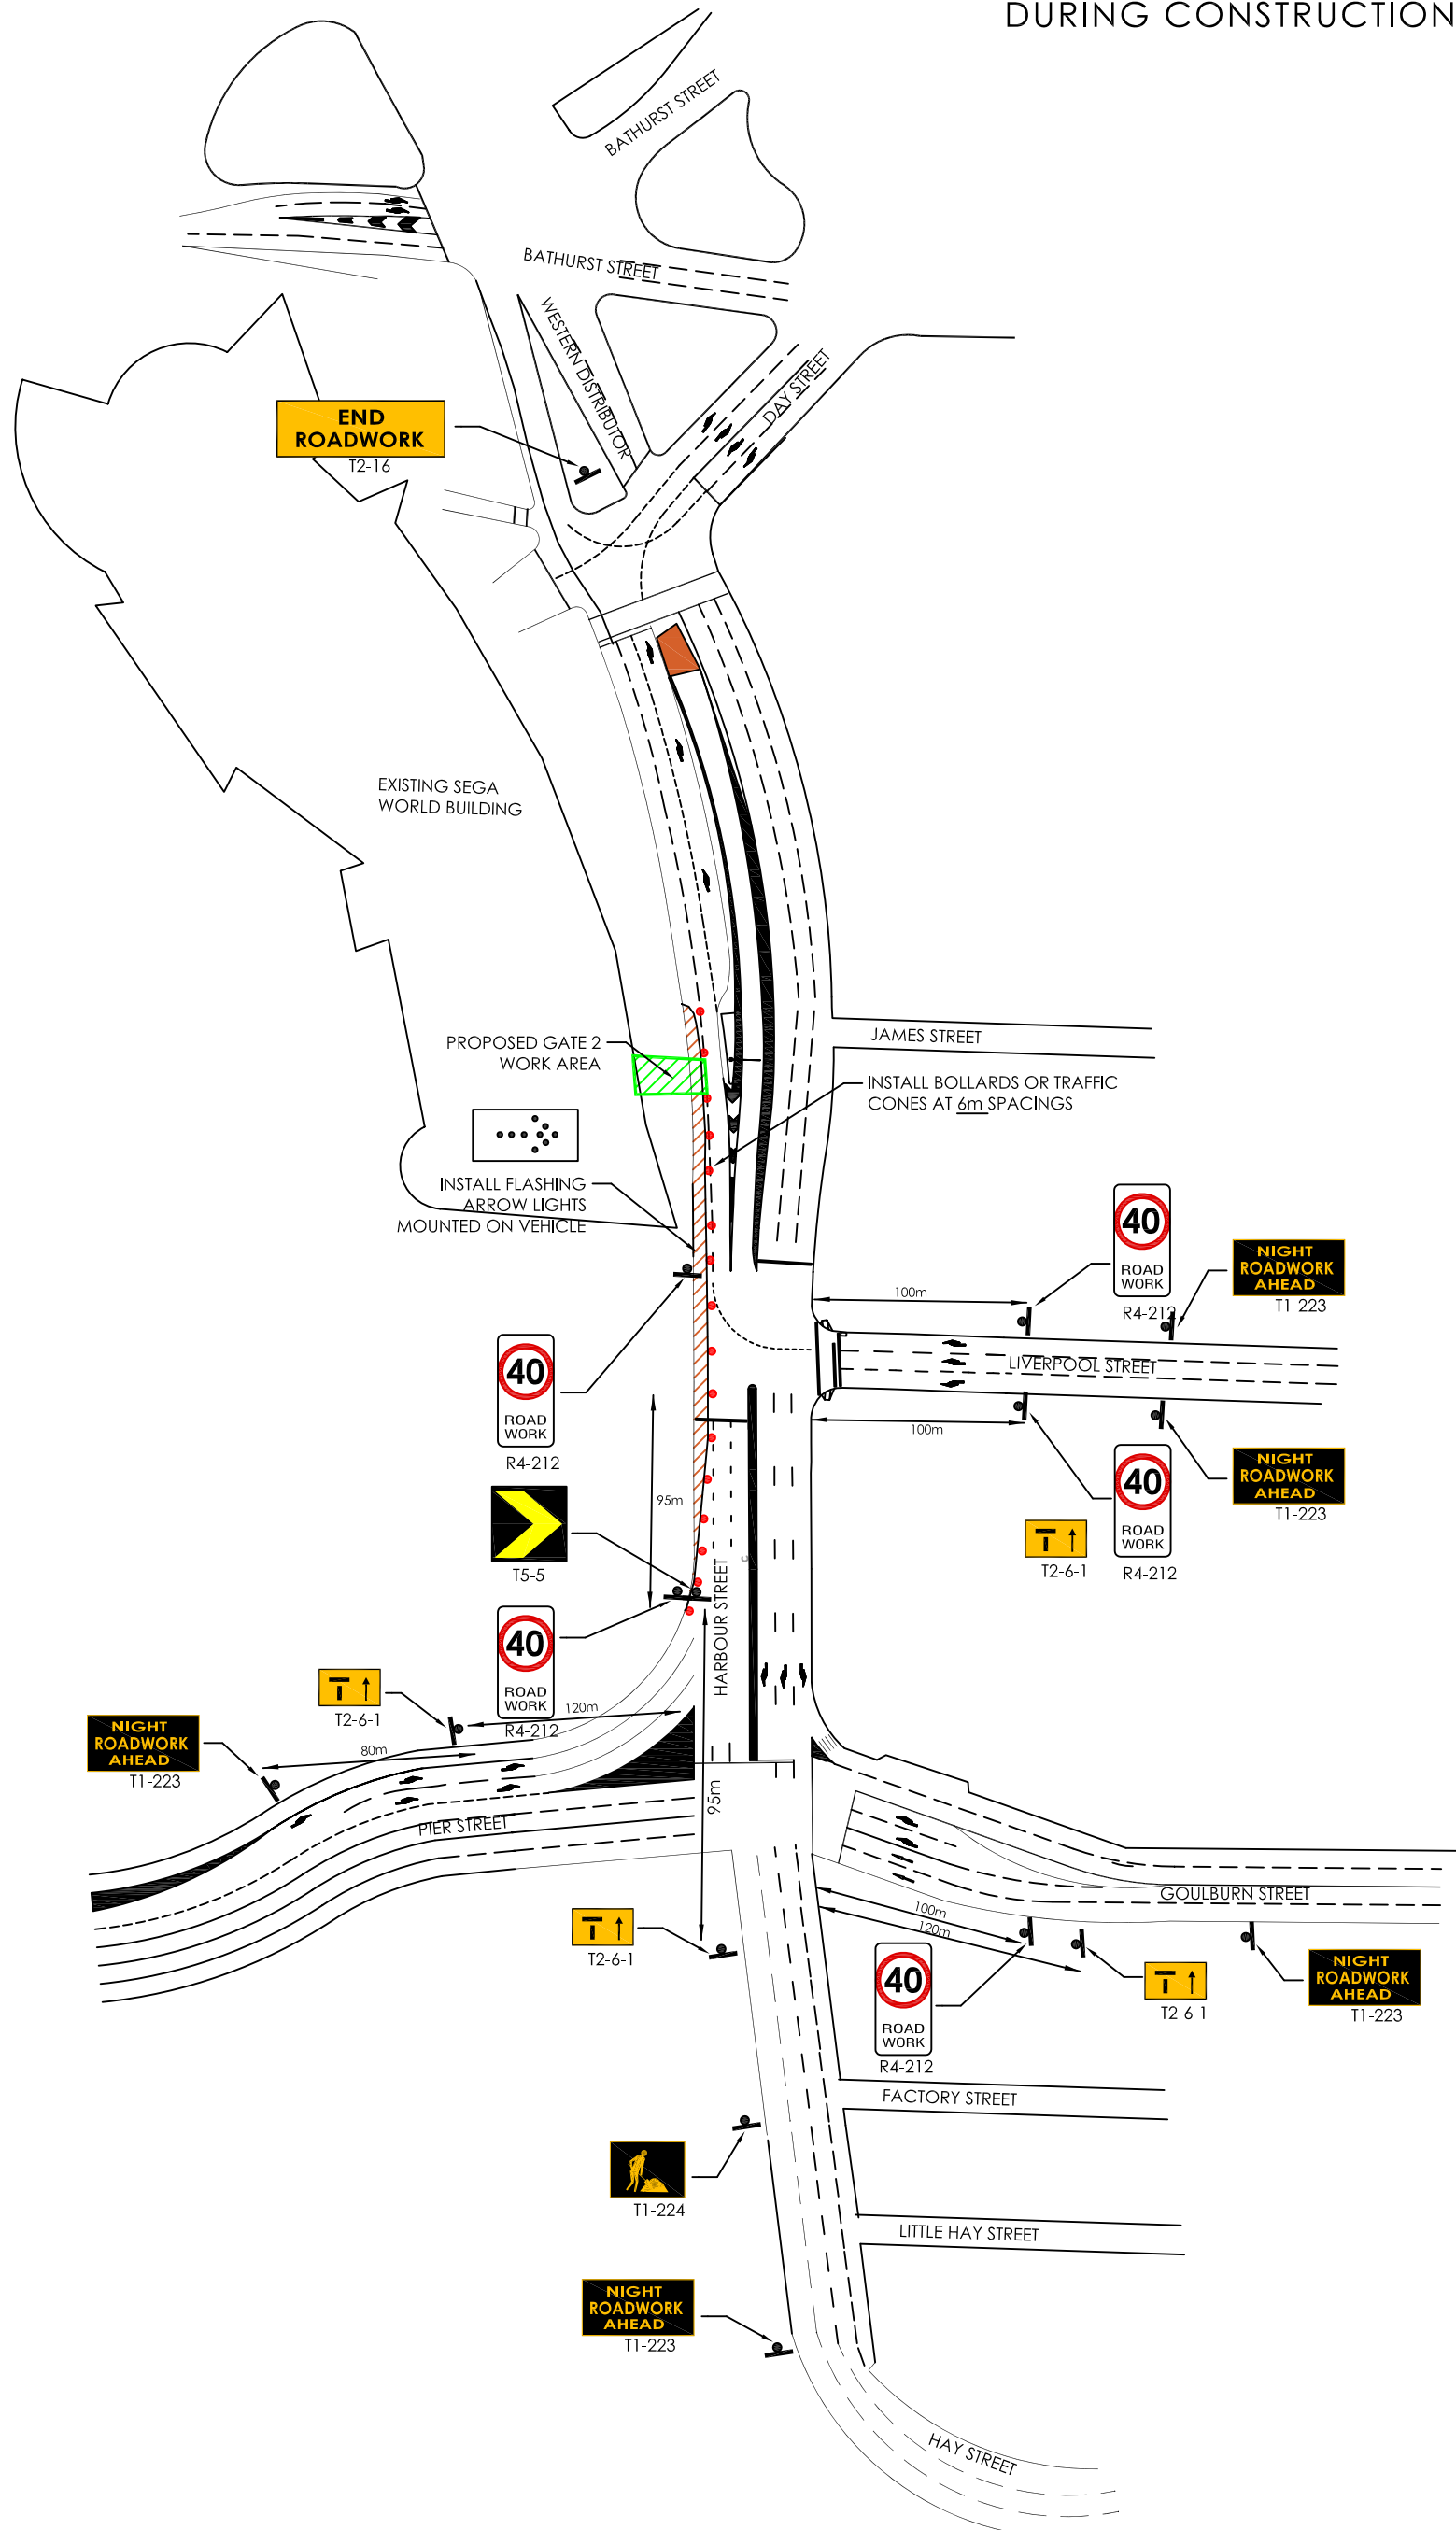 DURING CONSTRUCTION
BATHURST STREET
BATHURST STREET
WESTERN DISTRIBUTOR
DAY STREET
END
ROADWORK
T2-16
EXISTING SEGA
WORLD BUILDING
PROPOSED GATE 2
WORK AREA
JAMES STREET
INSTALL BOLLARDS OR TRAFFIC
CONES AT 6m SPACINGS
INSTALL FLASHING
ARROW LIGHTS
MOUNTED ON VEHICLE
40
ROAD
WORK
R4-212
NIGHT
ROADWORK
AHEAD
T1-223
100m
LIVERPOOL STREET
100m
40
ROAD
WORK
R4-212
NIGHT
ROADWORK
AHEAD
T1-223
T2-6-1
40
ROAD
WORK
R4-212
95m
T5-5
HARBOUR STREET
40
ROAD
WORK
R4-212
T2-6-1
120m
NIGHT
ROADWORK
AHEAD
T1-223
80m
95m
PIER STREET
GOULBURN STREET
100m
120m
T2-6-1
40
ROAD
WORK
R4-212
T2-6-1
NIGHT
ROADWORK
AHEAD
T1-223
FACTORY STREET
T1-224
LITTLE HAY STREET
NIGHT
ROADWORK
AHEAD
T1-223
HAY STREET